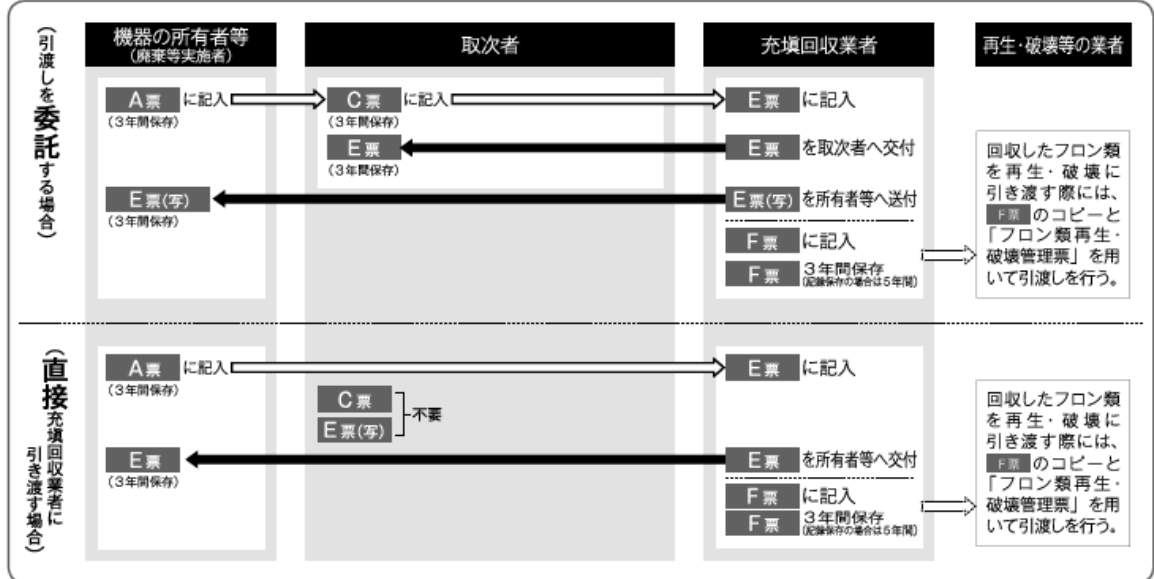 機器の所有者等
(廃棄等実施者)
取次者
充塡回収業者
再生・破壊等の業者
(引渡しを委託する場合)
A票 に記入
(3年間保存)
C票 に記入
(3年間保存)
E票 に記入
E票
(3年間保存)
E票 を取次者へ交付
E票(写)
(3年間保存)
E票(写) を所有者等へ送付
F票 に記入
F票 3年間保存
(記録保存の場合は5年間)
回収したフロン類
を再生・破壊に
引き渡す際には、
F票 のコピーと
「フロン類再生・
破壊管理票」を用
いて引渡しを行う。
(直接充塡回収業者に
引き渡す場合)
A票 に記入
(3年間保存)
E票 に記入
C票
E票(写)
不要
E票
(3年間保存)
E票 を所有者等へ交付
F票 に記入
F票 3年間保存
(記録保存の場合は5年間)
回収したフロン類
を再生・破壊に
引き渡す際には、
F票 のコピーと
「フロン類再生・
破壊管理票」を用
いて引渡しを行う。